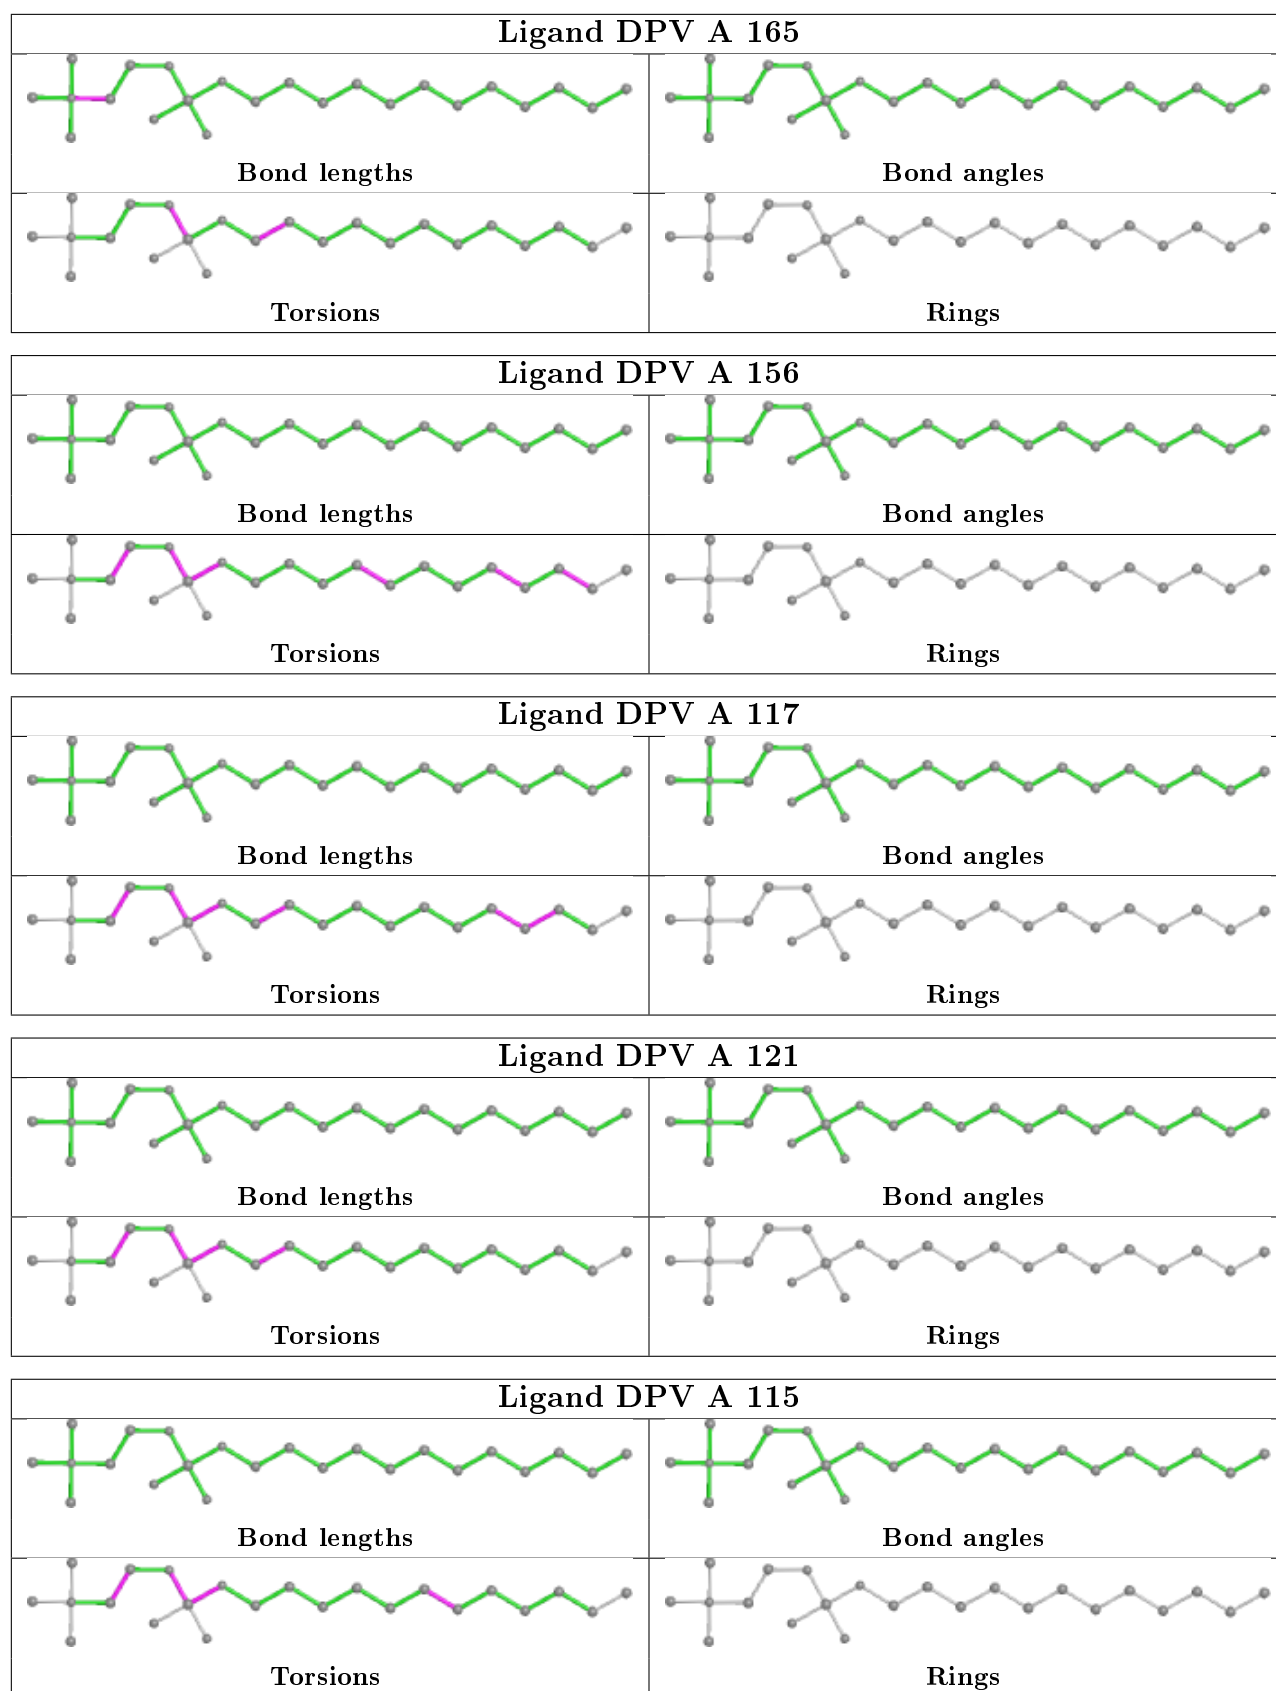 Ligand DPV A 165
Bond lengths
Bond angles
Torsions
Rings
Ligand DPV A 156
Bond lengths
Bond angles
Torsions
Rings
Ligand DPV A 117
Bond lengths
Bond angles
Torsions
Rings
Ligand DPV A 121
Bond lengths
Bond angles
Torsions
Rings
Ligand DPV A 115
Bond lengths
Bond angles
Torsions
Rings